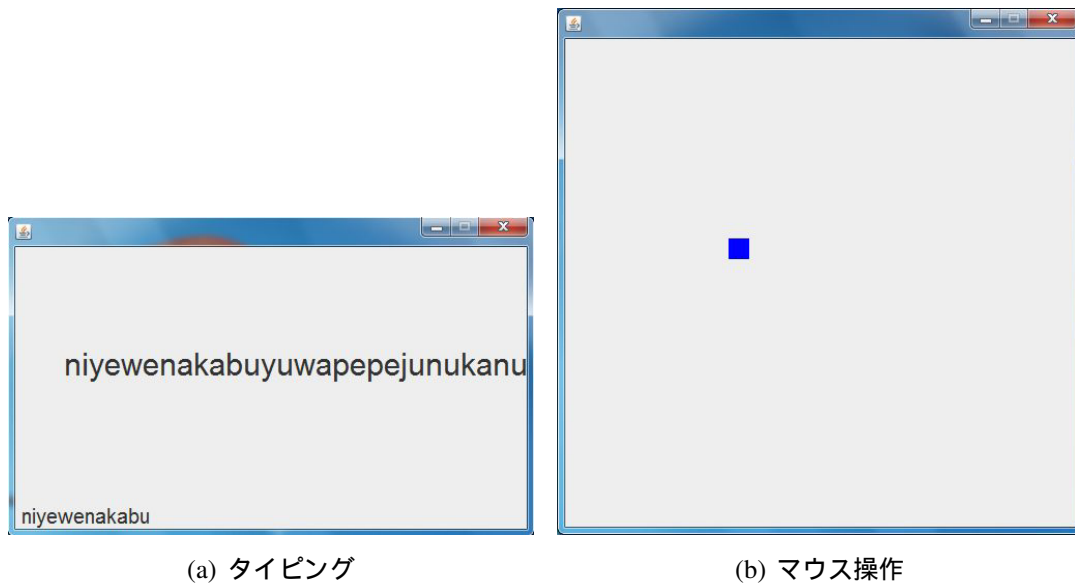 niyewenakabuyuwapepejunukanu
niyewenakabu
(a) タイピング
(b) マウス操作